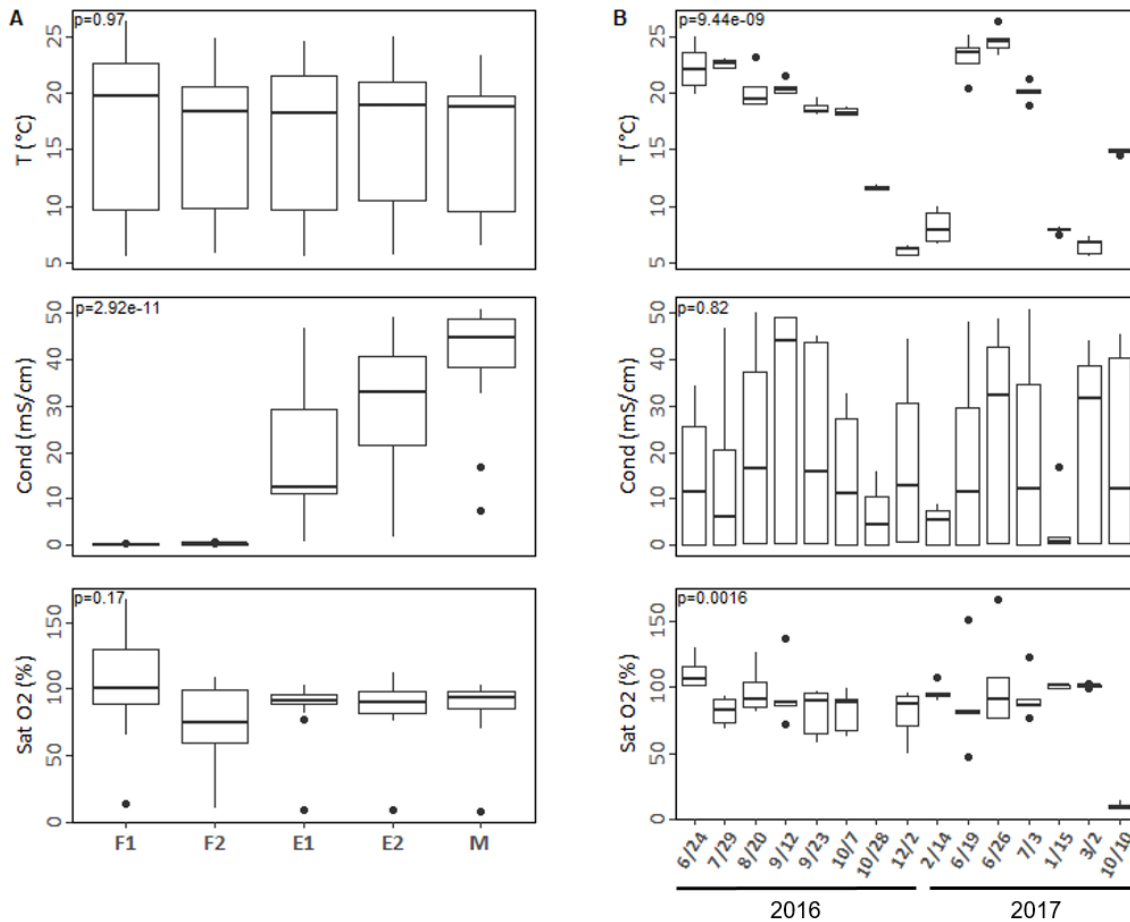 A
p=0.97
T (°C)
25
20
15
10
5
p=2.92e-11
Cond (mS/cm)
50
40
30
20
10
0
p=0.17
Sat O2 (%)
150
100
50
0
F1 F2 E1 E2 M
B
p=9.44e-09
T (°C)
25
20
15
10
5
p=0.82
Cond (mS/cm)
50
40
30
20
10
0
p=0.0016
Sat O2 (%)
150
100
50
0
6/24 7/29 8/20 9/12 9/23 10/7 10/28 12/2 2/14 6/19 6/26 7/3 1/15 3/2 10/10
2016 2017